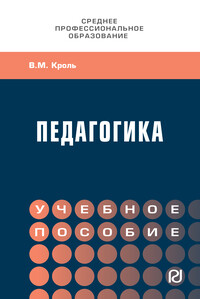 СРЕДНЕЕ
ПРОФЕССИОНАЛЬНОЕ
ОБРАЗОВАНИЕ
В.М. Кроль
ПЕДАГОГИКА
УЧЕБНОЕ
ПОСОБИЕ